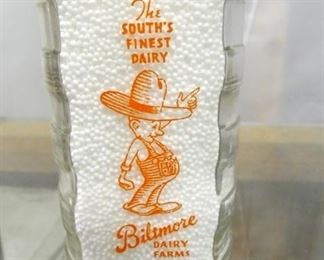 The
SOUTH'S
FINEST
DAIRY
Biltmore
DAIRY
FARMS